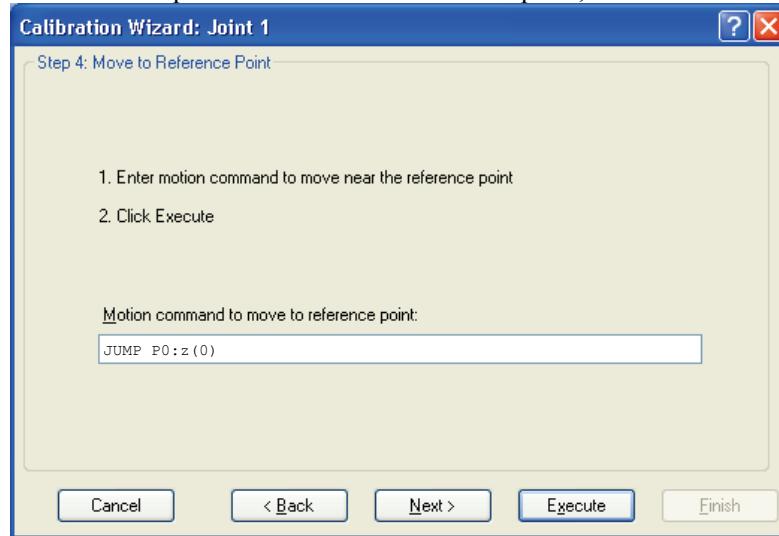 Calibration Wizard: Joint 1
Step 4: Move to Reference Point
1. Enter motion command to move near the reference point
2. Click Execute
Motion command to move to reference point:
JUMP P0:z(0)
Cancel < Back Next > Execute Finish